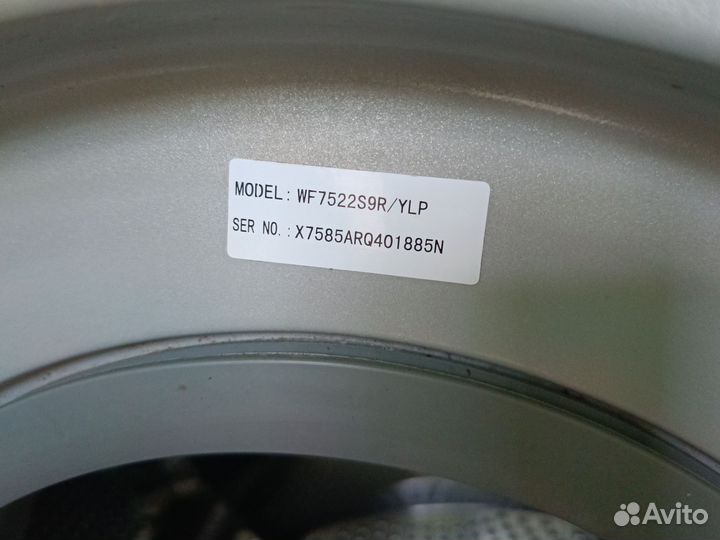 MODEL: WF7522S9R/YLP
SER NO.: X7585ARQ401885N
Avito